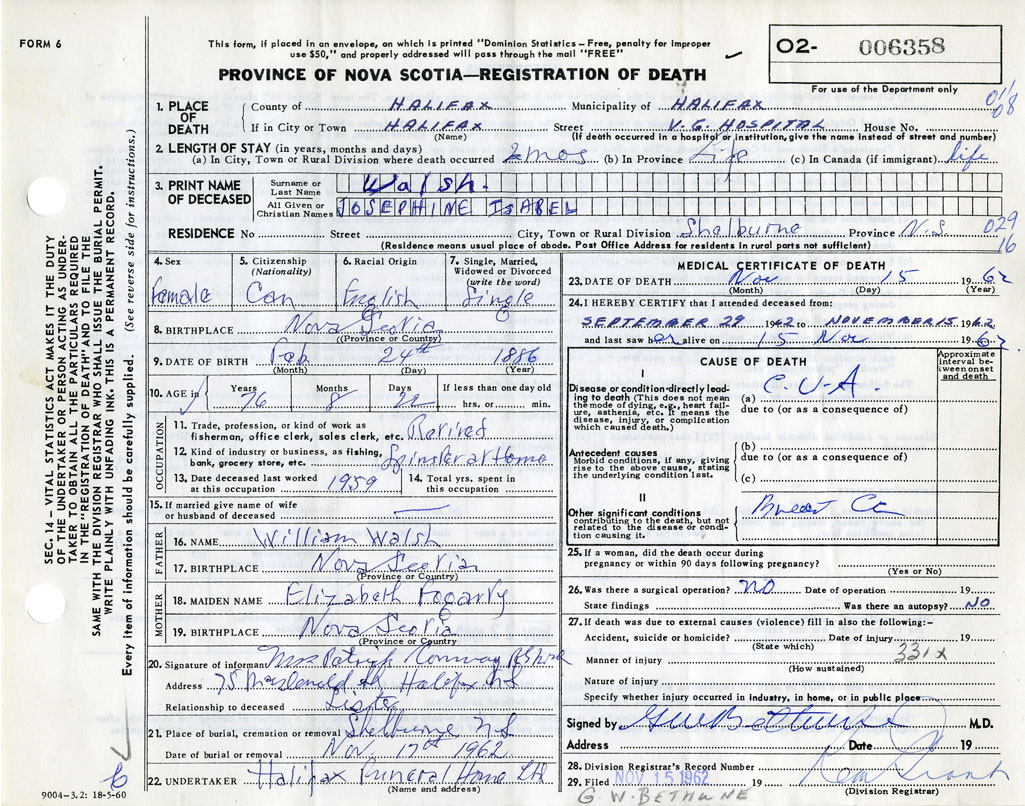 FORM 6
This form, if placed in an envelope, on which is printed "Dominion Statistics – Free, penalty for improper
use $50," and properly addressed will pass through the mail "FREE"
02- 006358
For use of the Department only
PROVINCE OF NOVA SCOTIA—REGISTRATION OF DEATH
SEC. 14 – VITAL STATISTICS ACT MAKES IT THE DUTY
OF THE UNDERTAKER OR PERSON ACTING AS UNDER-
TAKER TO OBTAIN ALL THE PARTICULARS REQUIRED
IN THE "REGISTRATION OF DEATH" AND TO FILE THE
SAME WITH THE DIVISION REGISTRAR WHO SHALL ISSUE THE BURIAL PERMIT.
WRITE PLAINLY WITH UNFADING INK–THIS IS A PERMANENT RECORD.
Every item of information should be carefully supplied. (See reverse side for instructions.)
1. PLACE OF DEATH
County of HALIFAX Municipality of HALIFAX
If in City or Town HALIFAX Street V.G. HOSPITAL House No.
(Name) (If death occurred in a hospital or institution, give the name instead of street and number)
2. LENGTH OF STAY (in years, months and days)
(a) In City, Town or Rural Division where death occurred 2 mos (b) In Province Life (c) In Canada (if immigrant) life
3. PRINT NAME OF DECEASED
Surname or Last Name Walsh.
All Given or Christian Names JOSEPHINE ISABEL
RESIDENCE No Street City, Town or Rural Division Shelburne Province N.S. 029
16
(Residence means usual place of abode. Post Office Address for residents in rural parts not sufficient)
4. Sex Female
5. Citizenship (Nationality) Can
6. Racial Origin English
7. Single, Married, Widowed or Divorced (write the word) Single
8. BIRTHPLACE Nova Scotia
(Province or Country)
9. DATE OF BIRTH Feb 24th 1886
(Month) (Day) (Year)
10. AGE in Years 76 Months 8 Days 22 If less than one day old hrs. or min.
OCCUPATION
11. Trade, profession, or kind of work as
fisherman, office clerk, sales clerk, etc. Retired
12. Kind of industry or business, as fishing,
bank, grocery store, etc. Spinster at Home
13. Date deceased last worked
at this occupation 1959
14. Total yrs. spent in
this occupation
15. If married give name of wife
or husband of deceased —
FATHER
16. NAME William Walsh
17. BIRTHPLACE Nova Scotia
(Province or Country)
MOTHER
18. MAIDEN NAME Elizabeth Fogarty
19. BIRTHPLACE Nova Scotia
(Province or Country)
20. Signature of informant Mrs Patrick Conway
Address 75 Macdonald St Halifax NS
Relationship to deceased Sister
21. Place of burial, cremation or removal Shelburne NS
Date of burial or removal Nov. 17th 1962
22. UNDERTAKER Halifax Funeral Home Ltd
(Name and address)
9004–3.2: 18-5-60
MEDICAL CERTIFICATE OF DEATH
23. DATE OF DEATH Nov 15 1962
(Month) (Day) (Year)
24. I HEREBY CERTIFY that I attended deceased from:
SEPTEMBER 29 1962 to NOVEMBER 15 1962
and last saw her alive on 15 Nov 1962
CAUSE OF DEATH
Approximate interval between onset and death
I
Disease or condition directly leading to death (This does not mean
the mode of dying, e.g., heart failure, asthenia, etc. It means the
disease, injury, or complication
which caused death.)
(a) C.V.A.
due to (or as a consequence of)
Antecedent causes
Morbid conditions, if any, giving
rise to the above cause, stating
the underlying condition last.
(b)
due to (or as a consequence of)
(c)
II
Other significant conditions
contributing to the death, but not
related to the disease or condition causing it.
Breast Ca
25. If a woman, did the death occur during
pregnancy or within 90 days following pregnancy?
(Yes or No)
26. Was there a surgical operation? NO Date of operation 19
State findings Was there an autopsy? NO
27. If death was due to external causes (violence) fill in also the following:–
Accident, suicide or homicide? Date of injury 19
(State which) 331x
Manner of injury
(How sustained)
Nature of injury
Specify whether injury occurred in industry, in home, or in public place
Signed by G W Bethune M.D.
Address Date 19
28. Division Registrar's Record Number
29. Filed NOV 15 1962 19
(Division Registrar)
G. W. BETHUNE